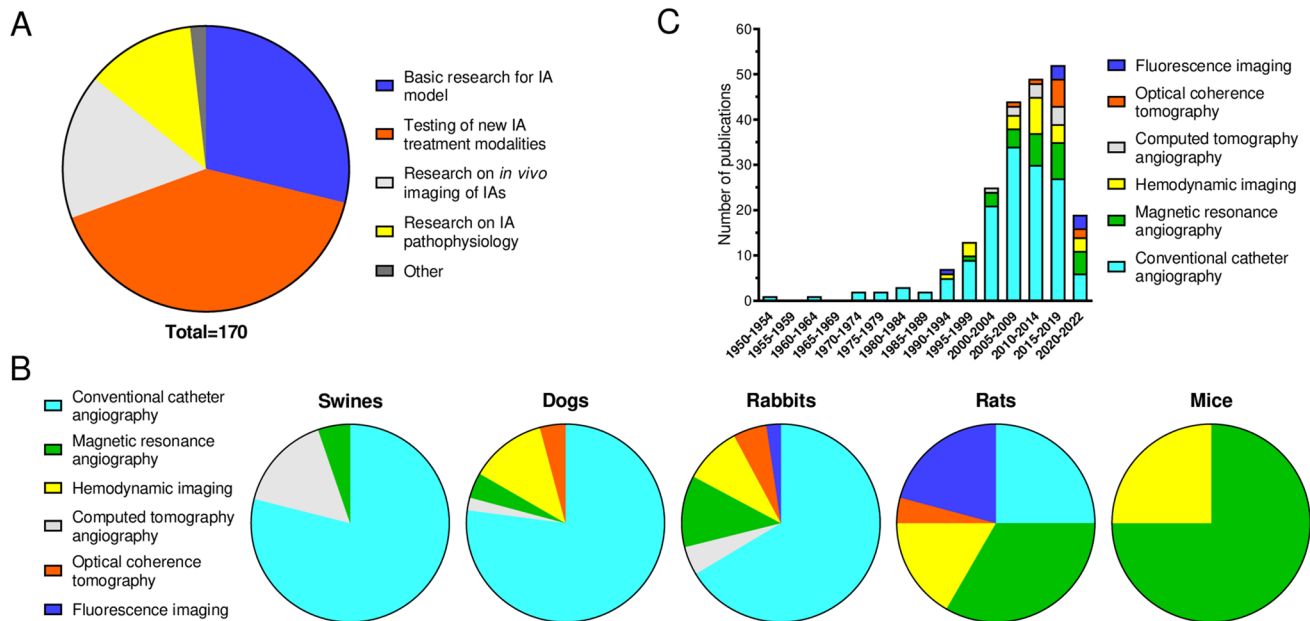 A
Basic research for IA
model
Testing of new IA
treatment modalities
Research on in vivo
imaging of IAs
Research on IA
pathophysiology
Other
Total=170
C
Number of publications
60
50
40
30
20
10
0
1950-1954
1955-1959
1960-1964
1965-1969
1970-1974
1975-1979
1980-1984
1985-1989
1990-1994
1995-1999
2000-2004
2005-2009
2010-2014
2015-2019
2020-2022
Fluorescence imaging
Optical coherence
tomography
Computed tomography
angiography
Hemodynamic imaging
Magnetic resonance
angiography
Conventional catheter
angiography
B
Conventional catheter
angiography
Magnetic resonance
angiography
Hemodynamic imaging
Computed tomography
angiography
Optical coherence
tomography
Fluorescence imaging
Swines
Dogs
Rabbits
Rats
Mice